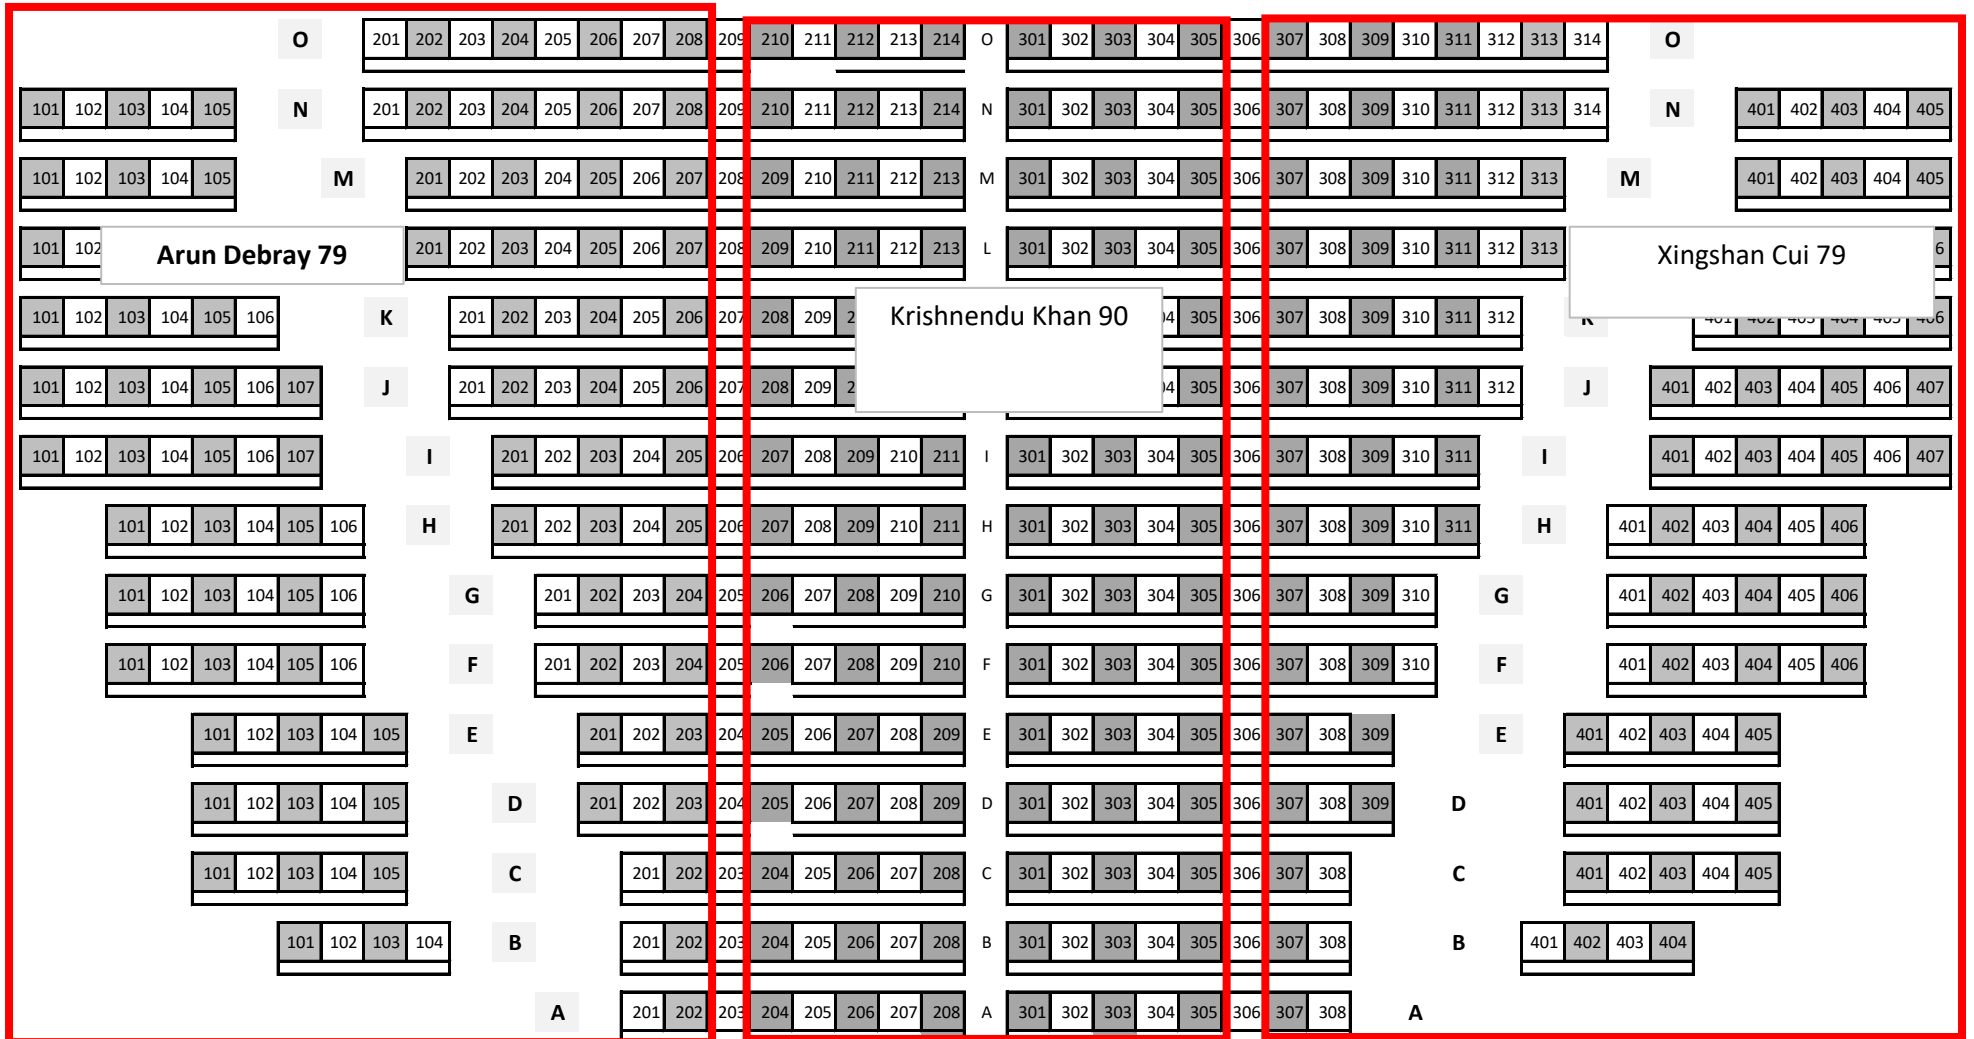 O 201 202 203 204 205 206 207 208 209 210 211 212 213 214 O 301 302 303 304 305 306 307 308 309 310 311 312 313 314 O
101 102 103 104 105 N 201 202 203 204 205 206 207 208 209 210 211 212 213 214 N 301 302 303 304 305 306 307 308 309 310 311 312 313 314 N 401 402 403 404 405
101 102 103 104 105 M 201 202 203 204 205 206 207 208 209 210 211 212 213 M 301 302 303 304 305 306 307 308 309 310 311 312 313 M 401 402 403 404 405
101 102 Arun Debray 79 201 202 203 204 205 206 207 208 209 210 211 212 213 L 301 302 303 304 305 306 307 308 309 310 311 312 313 Xingshan Cui 79
101 102 103 104 105 106 K 201 202 203 204 205 206 207 208 209 Krishnendu Khan 90 305 306 307 308 309 310 311 312 K 401 402 403 404 405 406
101 102 103 104 105 106 107 J 201 202 203 204 205 206 207 208 209 305 306 307 308 309 310 311 312 J 401 402 403 404 405 406 407
101 102 103 104 105 106 107 I 201 202 203 204 205 206 207 208 209 210 211 I 301 302 303 304 305 306 307 308 309 310 311 I 401 402 403 404 405 406 407
101 102 103 104 105 106 H 201 202 203 204 205 206 207 208 209 210 211 H 301 302 303 304 305 306 307 308 309 310 311 H 401 402 403 404 405 406
101 102 103 104 105 106 G 201 202 203 204 205 206 207 208 209 210 G 301 302 303 304 305 306 307 308 309 310 G 401 402 403 404 405 406
101 102 103 104 105 106 F 201 202 203 204 205 206 207 208 209 210 F 301 302 303 304 305 306 307 308 309 310 F 401 402 403 404 405 406
101 102 103 104 105 E 201 202 203 204 205 206 207 208 209 E 301 302 303 304 305 306 307 308 309 E 401 402 403 404 405
101 102 103 104 105 D 201 202 203 204 205 206 207 208 209 D 301 302 303 304 305 306 307 308 309 D 401 402 403 404 405
101 102 103 104 105 C 201 202 203 204 205 206 207 208 C 301 302 303 304 305 306 307 308 C 401 402 403 404 405
101 102 103 104 B 201 202 203 204 205 206 207 208 B 301 302 303 304 305 306 307 308 B 401 402 403 404
A 201 202 203 204 205 206 207 208 A 301 302 303 304 305 306 307 308 A